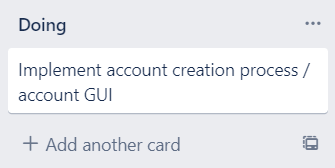 Doing
Implement account creation process /
account GUI
+ Add another card